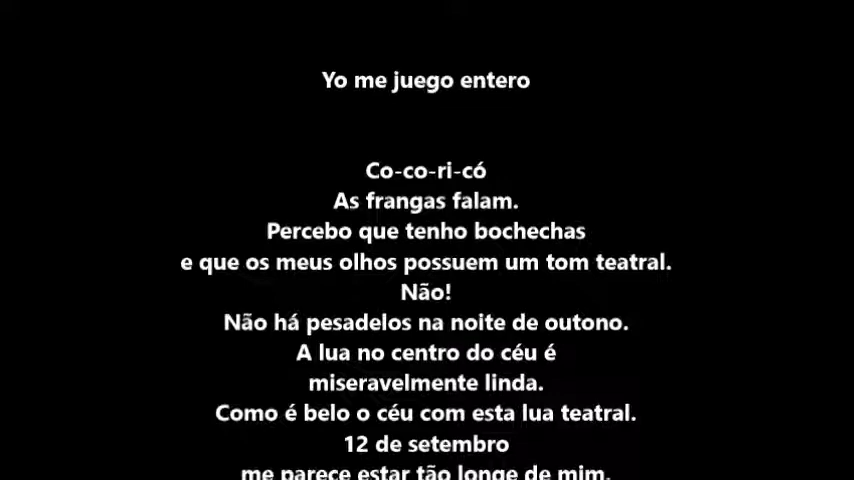 Yo me juego entero
Co-co-ri-có
As frangas falam.
Percebo que tenho bochechas
e que os meus olhos possuem um tom teatral.
Não!
Não há pesadelos na noite de outono.
A lua no centro do céu é
miseravelmente linda.
Como é belo o céu com esta lua teatral.
12 de setembro
me parece estar tão longe de mim.